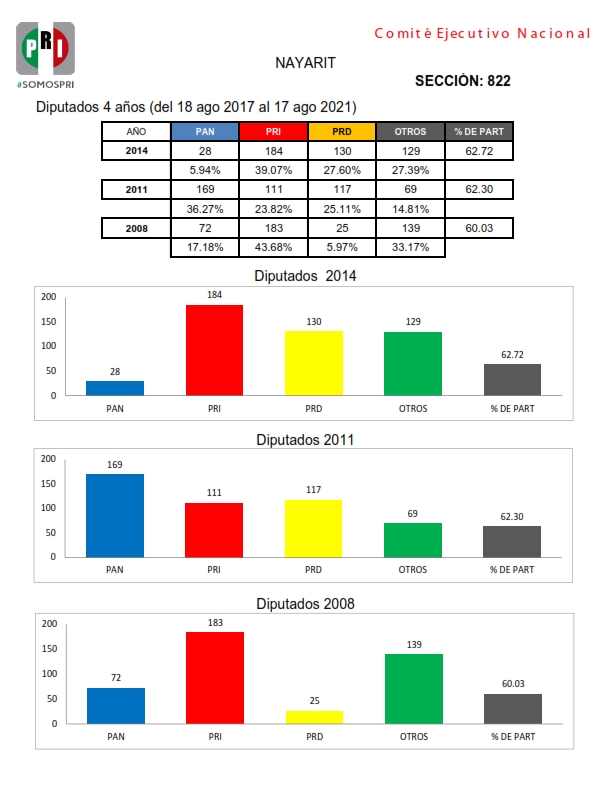 Comité Ejecutivo Nacional
PRI
#SOMOSPRI
NAYARIT
SECCIÓN: 822
Diputados 4 años (del 18 ago 2017 al 17 ago 2021)
AÑO PAN PRI PRD OTROS % DE PART
2014 28 184 130 129 62.72
5.94% 39.07% 27.60% 27.39%
2011 169 111 117 69 62.30
36.27% 23.82% 25.11% 14.81%
2008 72 183 25 139 60.03
17.18% 43.68% 5.97% 33.17%
Diputados 2014
200
150
100
50
0
28 184 130 129 62.72
PAN PRI PRD OTROS % DE PART
Diputados 2011
200
150
100
50
0
169 111 117 69 62.30
PAN PRI PRD OTROS % DE PART
Diputados 2008
200
150
100
50
0
72 183 25 139 60.03
PAN PRI PRD OTROS % DE PART